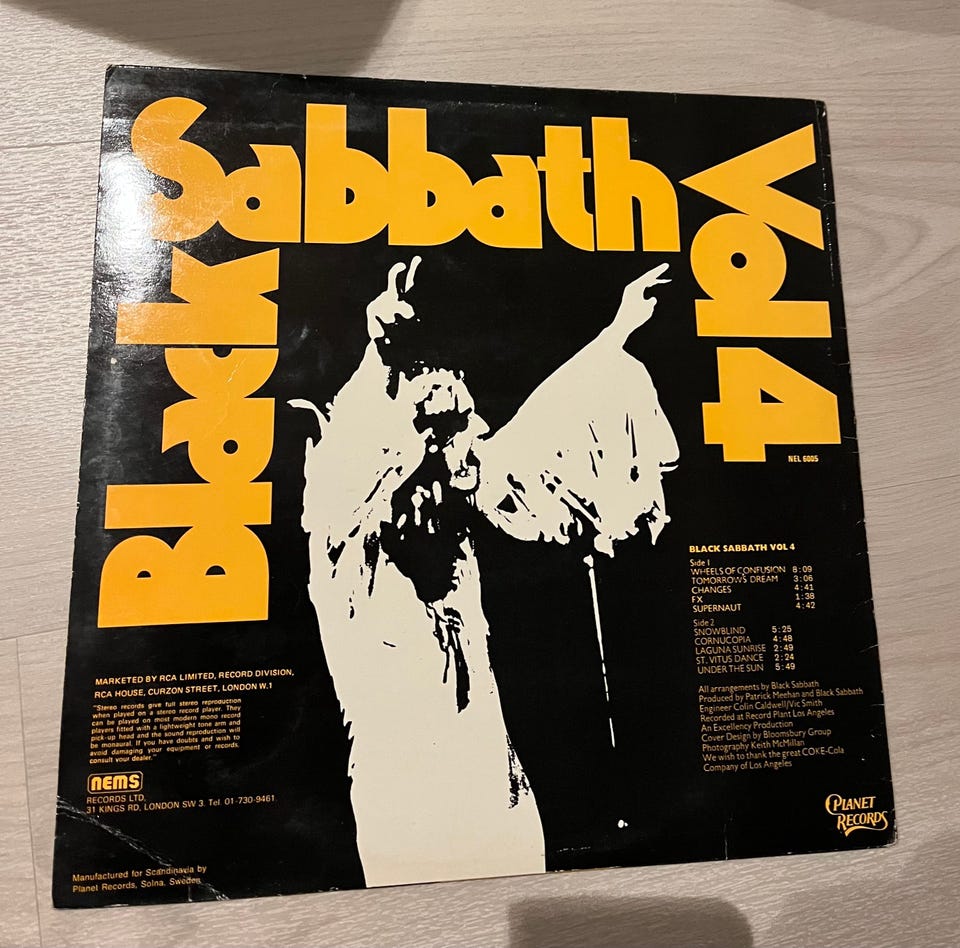 Black Sabbath Vol 4
NEL 6005
BLACK SABBATH VOL 4
Side 1
WHEELS OF CONFUSION 8:09
TOMORROWS DREAM 3:06
CHANGES 4:41
FX 1:38
SUPERNAUT 4:42
Side 2
SNOWBLIND 5:25
CORNUCOPIA 4:48
LAGUNA SUNRISE 2:49
ST. VITUS DANCE 2:24
UNDER THE SUN 5:49
All arrangements by Black Sabbath
Produced by Patrick Meehan and Black Sabbath
Engineer Colin Caldwell/Vic Smith
Recorded at Record Plant Los Angeles
An Excellency Production
Cover Design by Bloomsbury Group
Photography Keith McMillan
We wish to thank the great COKE-Cola
Company of Los Angeles
MARKETED BY RCA LIMITED, RECORD DIVISION,
RCA HOUSE, CURZON STREET, LONDON W.1
"Stereo records give full stereo reproduction
when played on a stereo record player. They
can be played on most modern mono record
players fitted with a lightweight tone arm and
pick-up head and the sound reproduction will
be monaural. If you have doubts and wish to
avoid damaging your equipment or records,
consult your dealer."
nems
RECORDS LTD,
31 KINGS RD, LONDON SW 3. Tel. 01-730-9461.
Manufactured for Scandinavia by
Planet Records, Solna, Sweden
PLANET
RECORDS